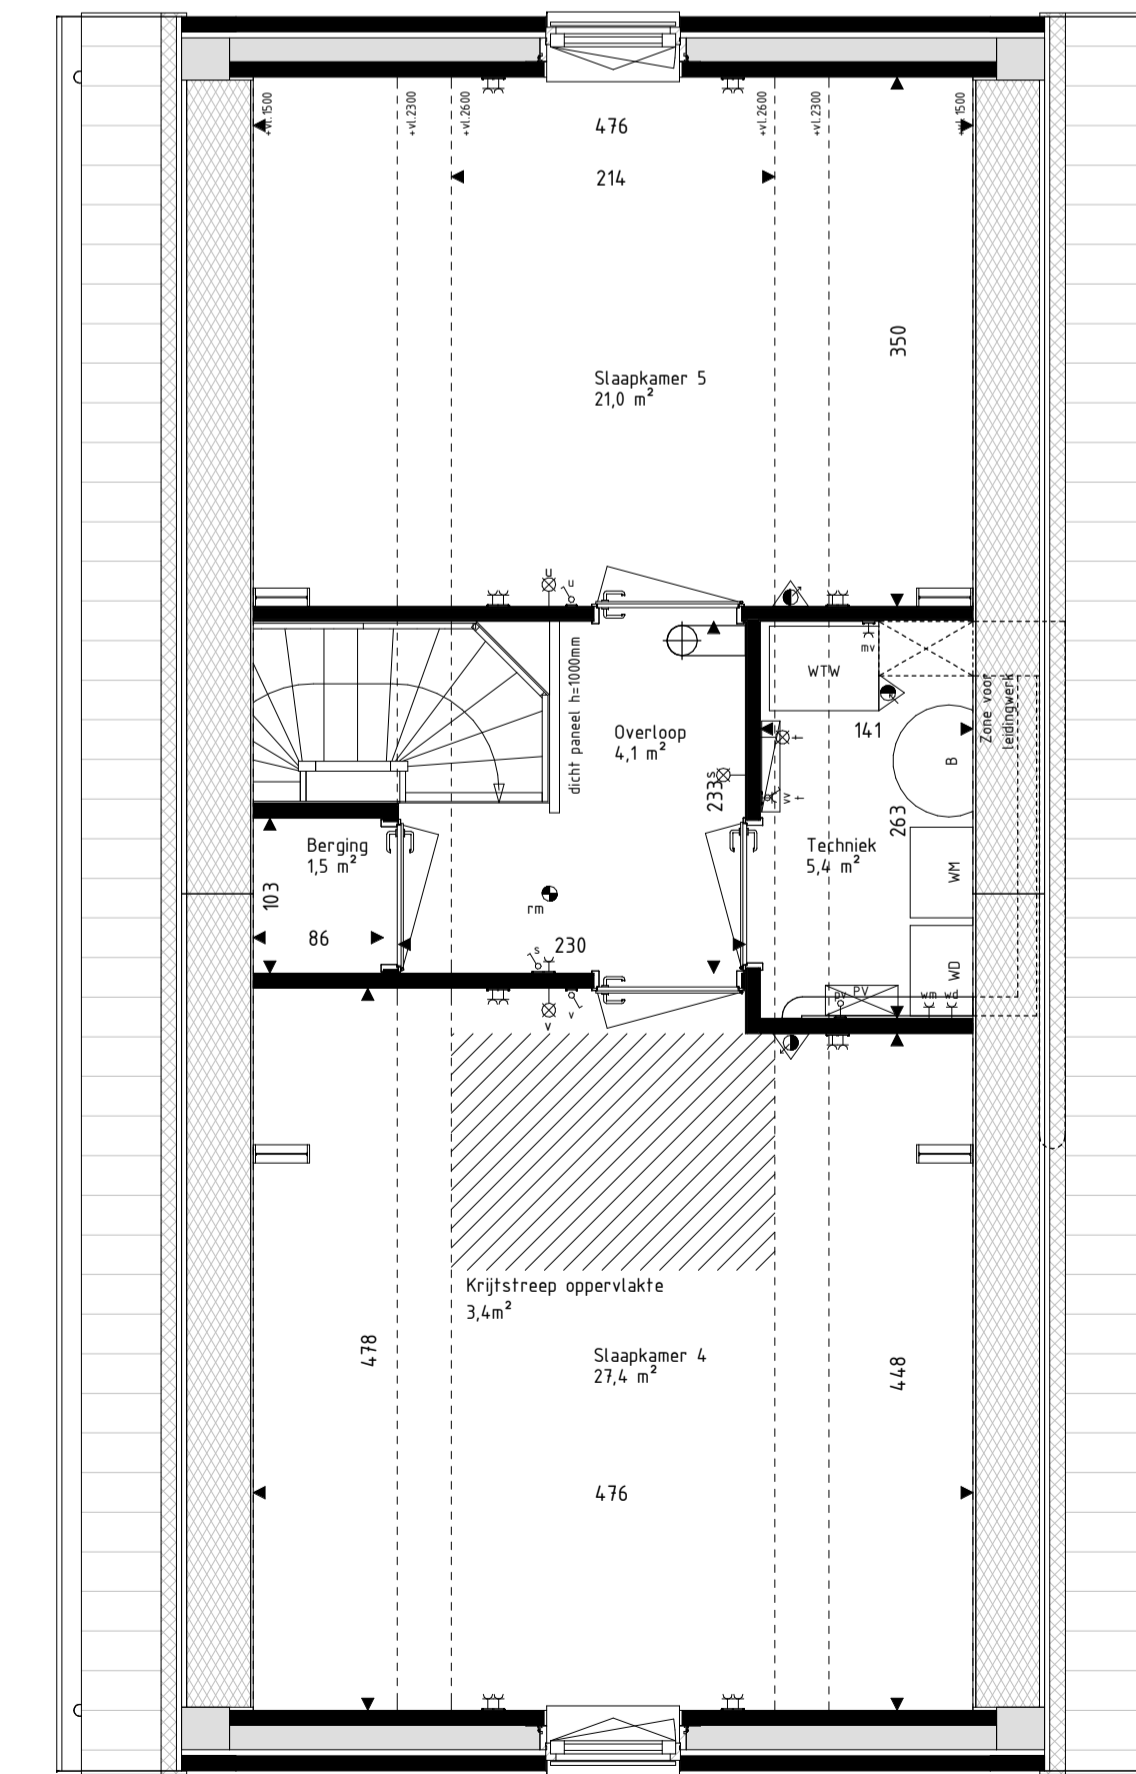 +vl.1500
+vl.2300
+vl.2600
+vl.2600
+vl.2300
+vl.1500
476
214
350
Slaapkamer 5
21,0 m²
u
u
dicht paneel h=1000mm
WTW
mv
Zone voor
leidingwerk
Overloop
4,1 m²
141
t
B
s
233
vv
t
263
Berging
1,5 m²
Techniek
5,4 m²
WM
103
rm
86
s
230
WD
PV
pv
wm
wd
v
v
Krijtstreep oppervlakte
3,4m²
478
Slaapkamer 4
27,4 m²
448
476